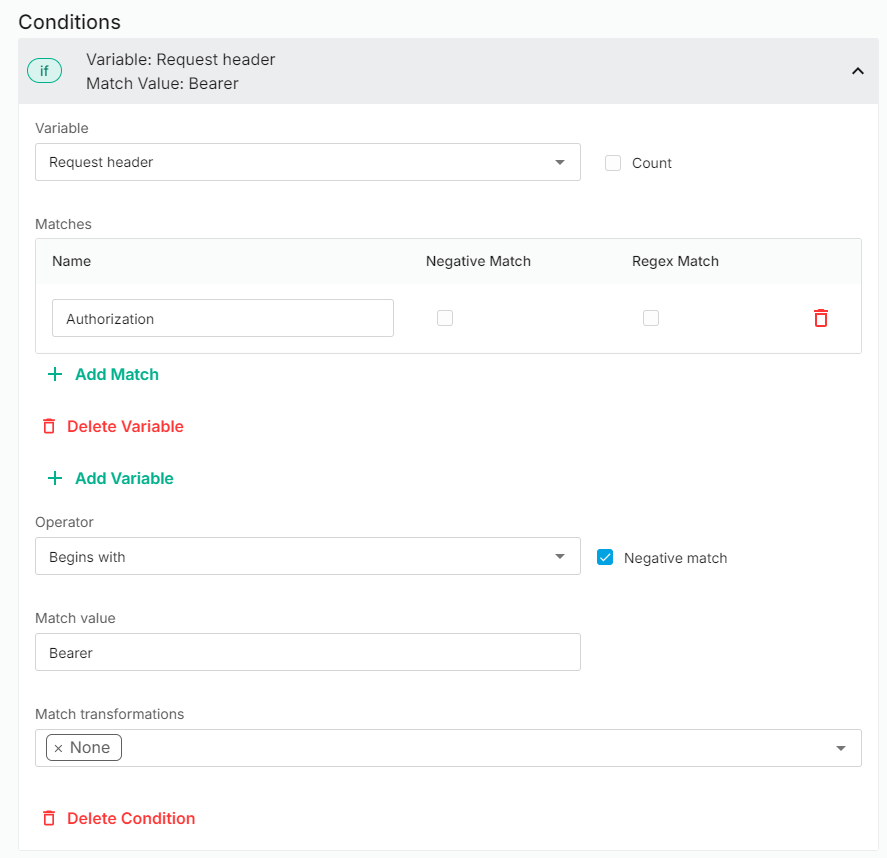 Conditions
if
Variable: Request header
Match Value: Bearer
Variable
Request header
Count
Matches
Name Negative Match Regex Match
Authorization
Add Match
Delete Variable
Add Variable
Operator
Begins with
Negative match
Match value
Bearer
Match transformations
× None
Delete Condition